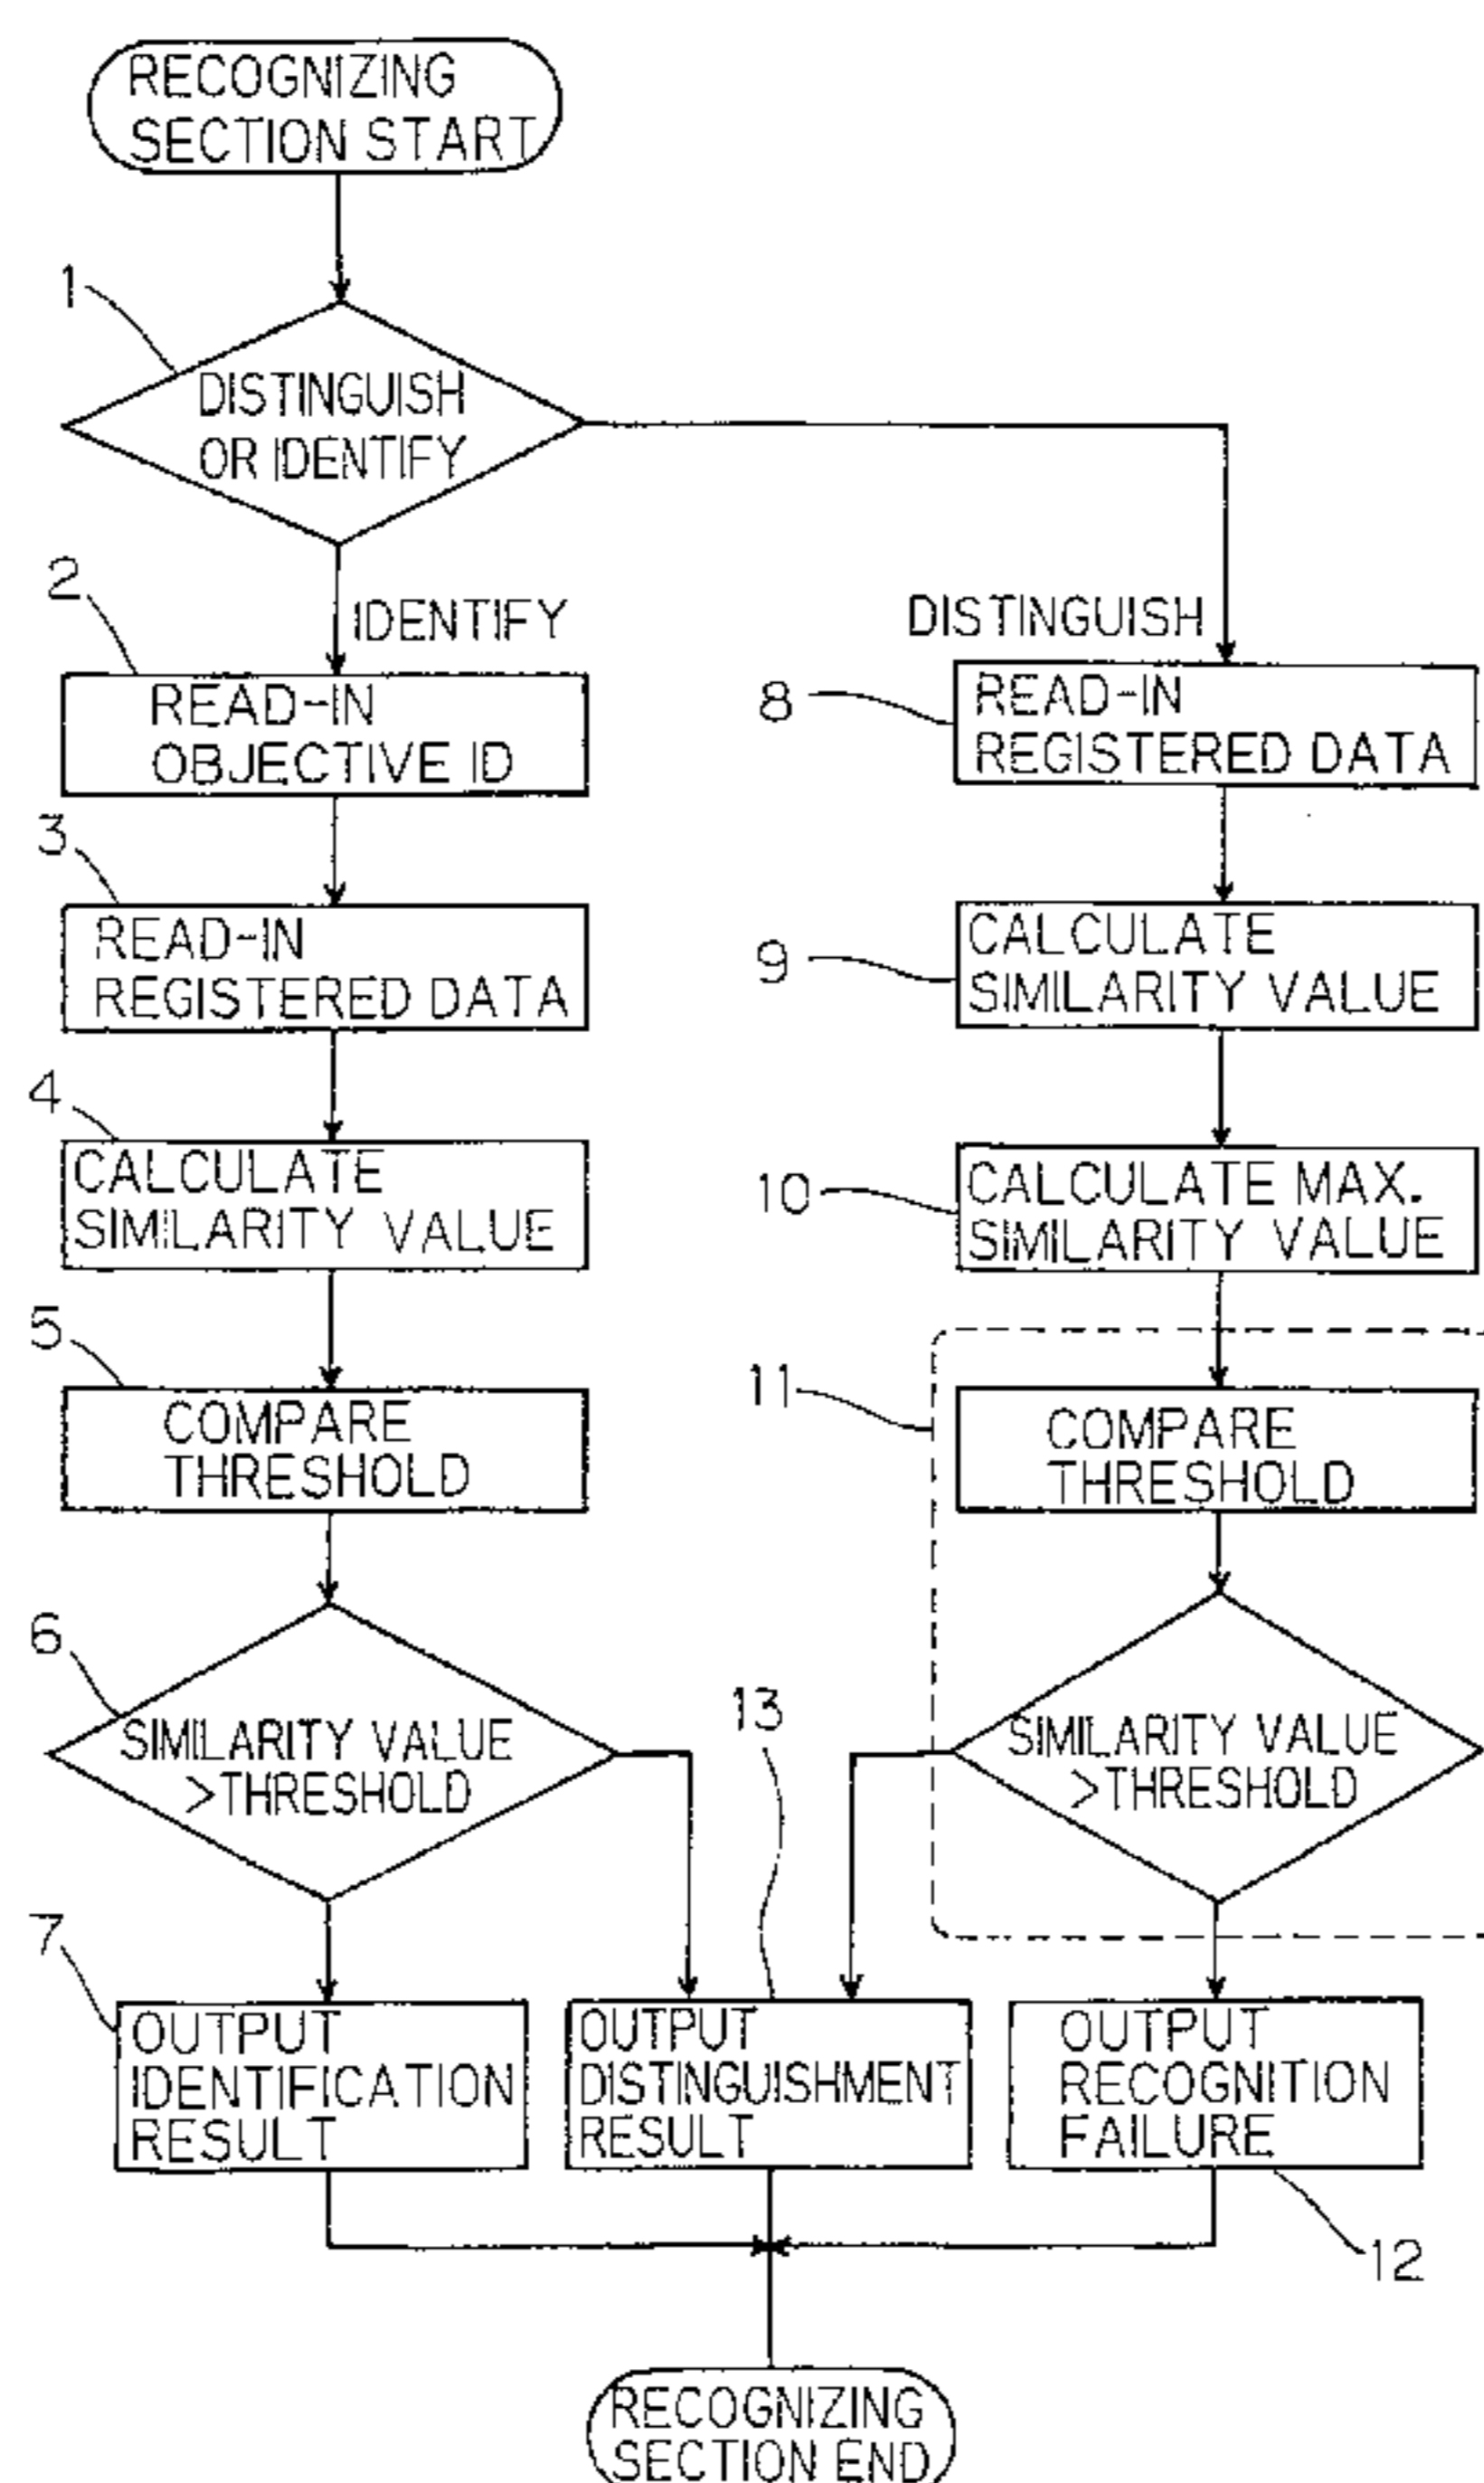 RECOGNIZING
SECTION START
1
DISTINGUISH
OR IDENTIFY
2
IDENTIFY
DISTINGUISH
READ-IN
OBJECTIVE ID
8
READ-IN
REGISTERED DATA
3
READ-IN
REGISTERED DATA
9
CALCULATE
SIMILARITY VALUE
4
CALCULATE
SIMILARITY VALUE
10
CALCULATE MAX.
SIMILARITY VALUE
5
COMPARE
THRESHOLD
11
COMPARE
THRESHOLD
6
SIMILARITY VALUE
>THRESHOLD
13
SIMILARITY VALUE
>THRESHOLD
7
OUTPUT
IDENTIFICATION
RESULT
OUTPUT
DISTINGUISHMENT
RESULT
OUTPUT
RECOGNITION
FAILURE
12
RECOGNIZING
SECTION END